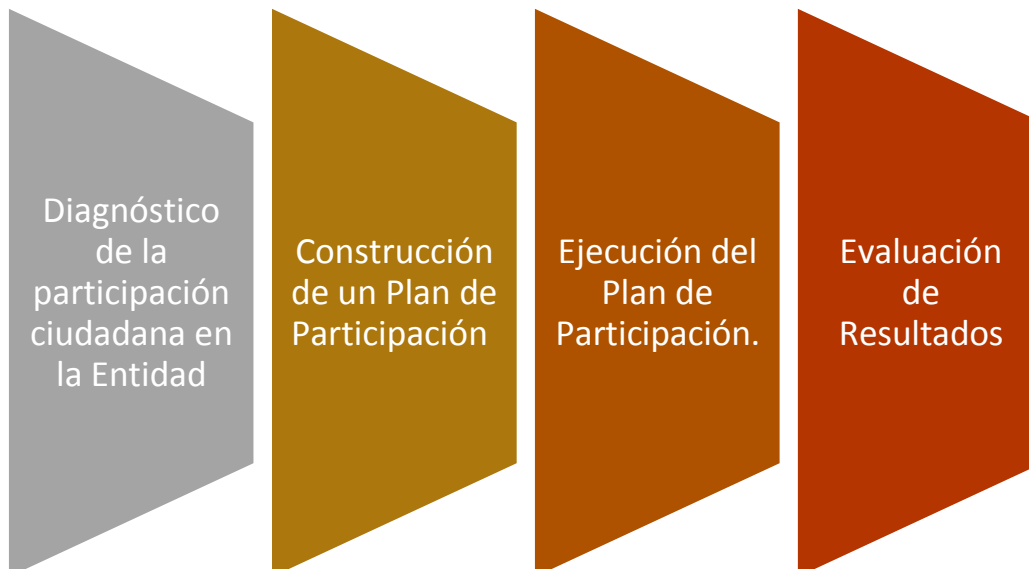 Diagnóstico
de la
participación
ciudadana en
la Entidad
Construcción
de un Plan de
Participación
Ejecución del
Plan de
Participación.
Evaluación
de
Resultados